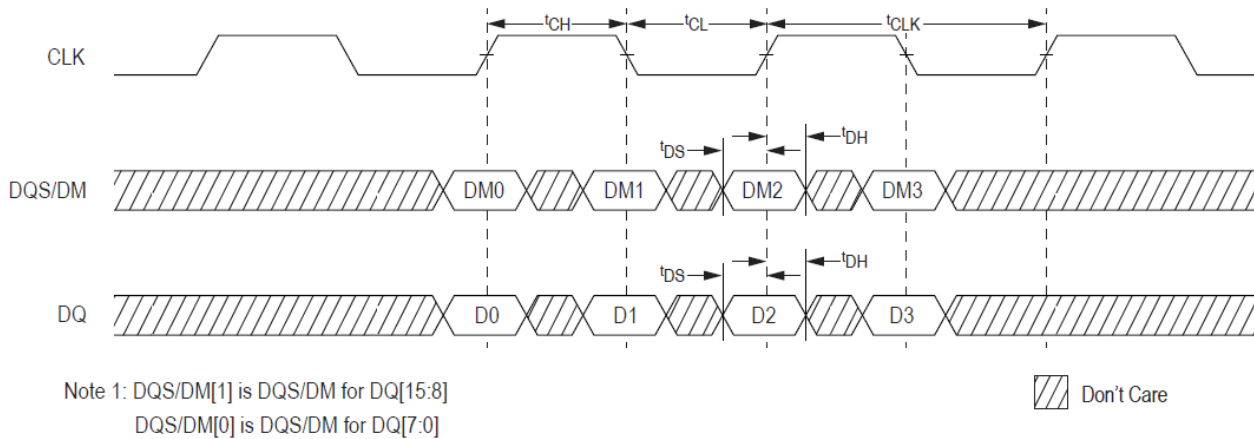 tCH tCL tCLK
CLK
tDS tDH
DQS/DM DM0 DM1 DM2 DM3
tDS tDH
DQ D0 D1 D2 D3
Note 1: DQS/DM[1] is DQS/DM for DQ[15:8]
DQS/DM[0] is DQS/DM for DQ[7:0]
Don't Care